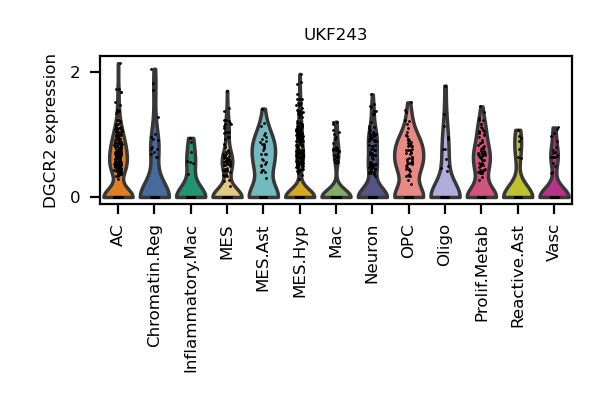 UKF243
DGCR2 expression
2
0
AC
Chromatin.Reg
Inflammatory.Mac
MES
MES.Ast
MES.Hyp
Mac
Neuron
OPC
Oligo
Prolif.Metab
Reactive.Ast
Vasc